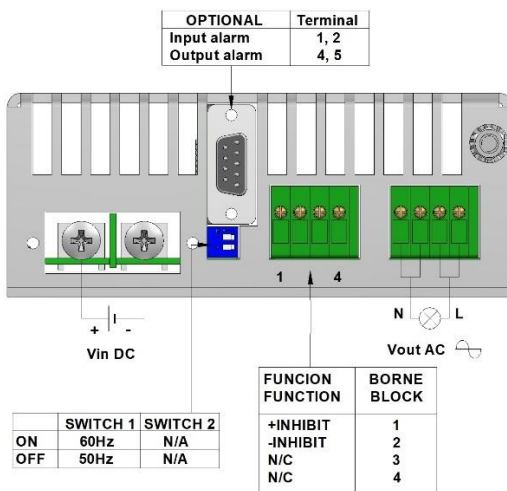 OPTIONAL Terminal
Input alarm 1, 2
Output alarm 4, 5
1 4
+ -
Vin DC
N L
Vout AC
SWITCH 1 SWITCH 2
ON 60Hz N/A
OFF 50Hz N/A
FUNCION BORNE
FUNCTION BLOCK
+INHIBIT 1
-INHIBIT 2
N/C 3
N/C 4